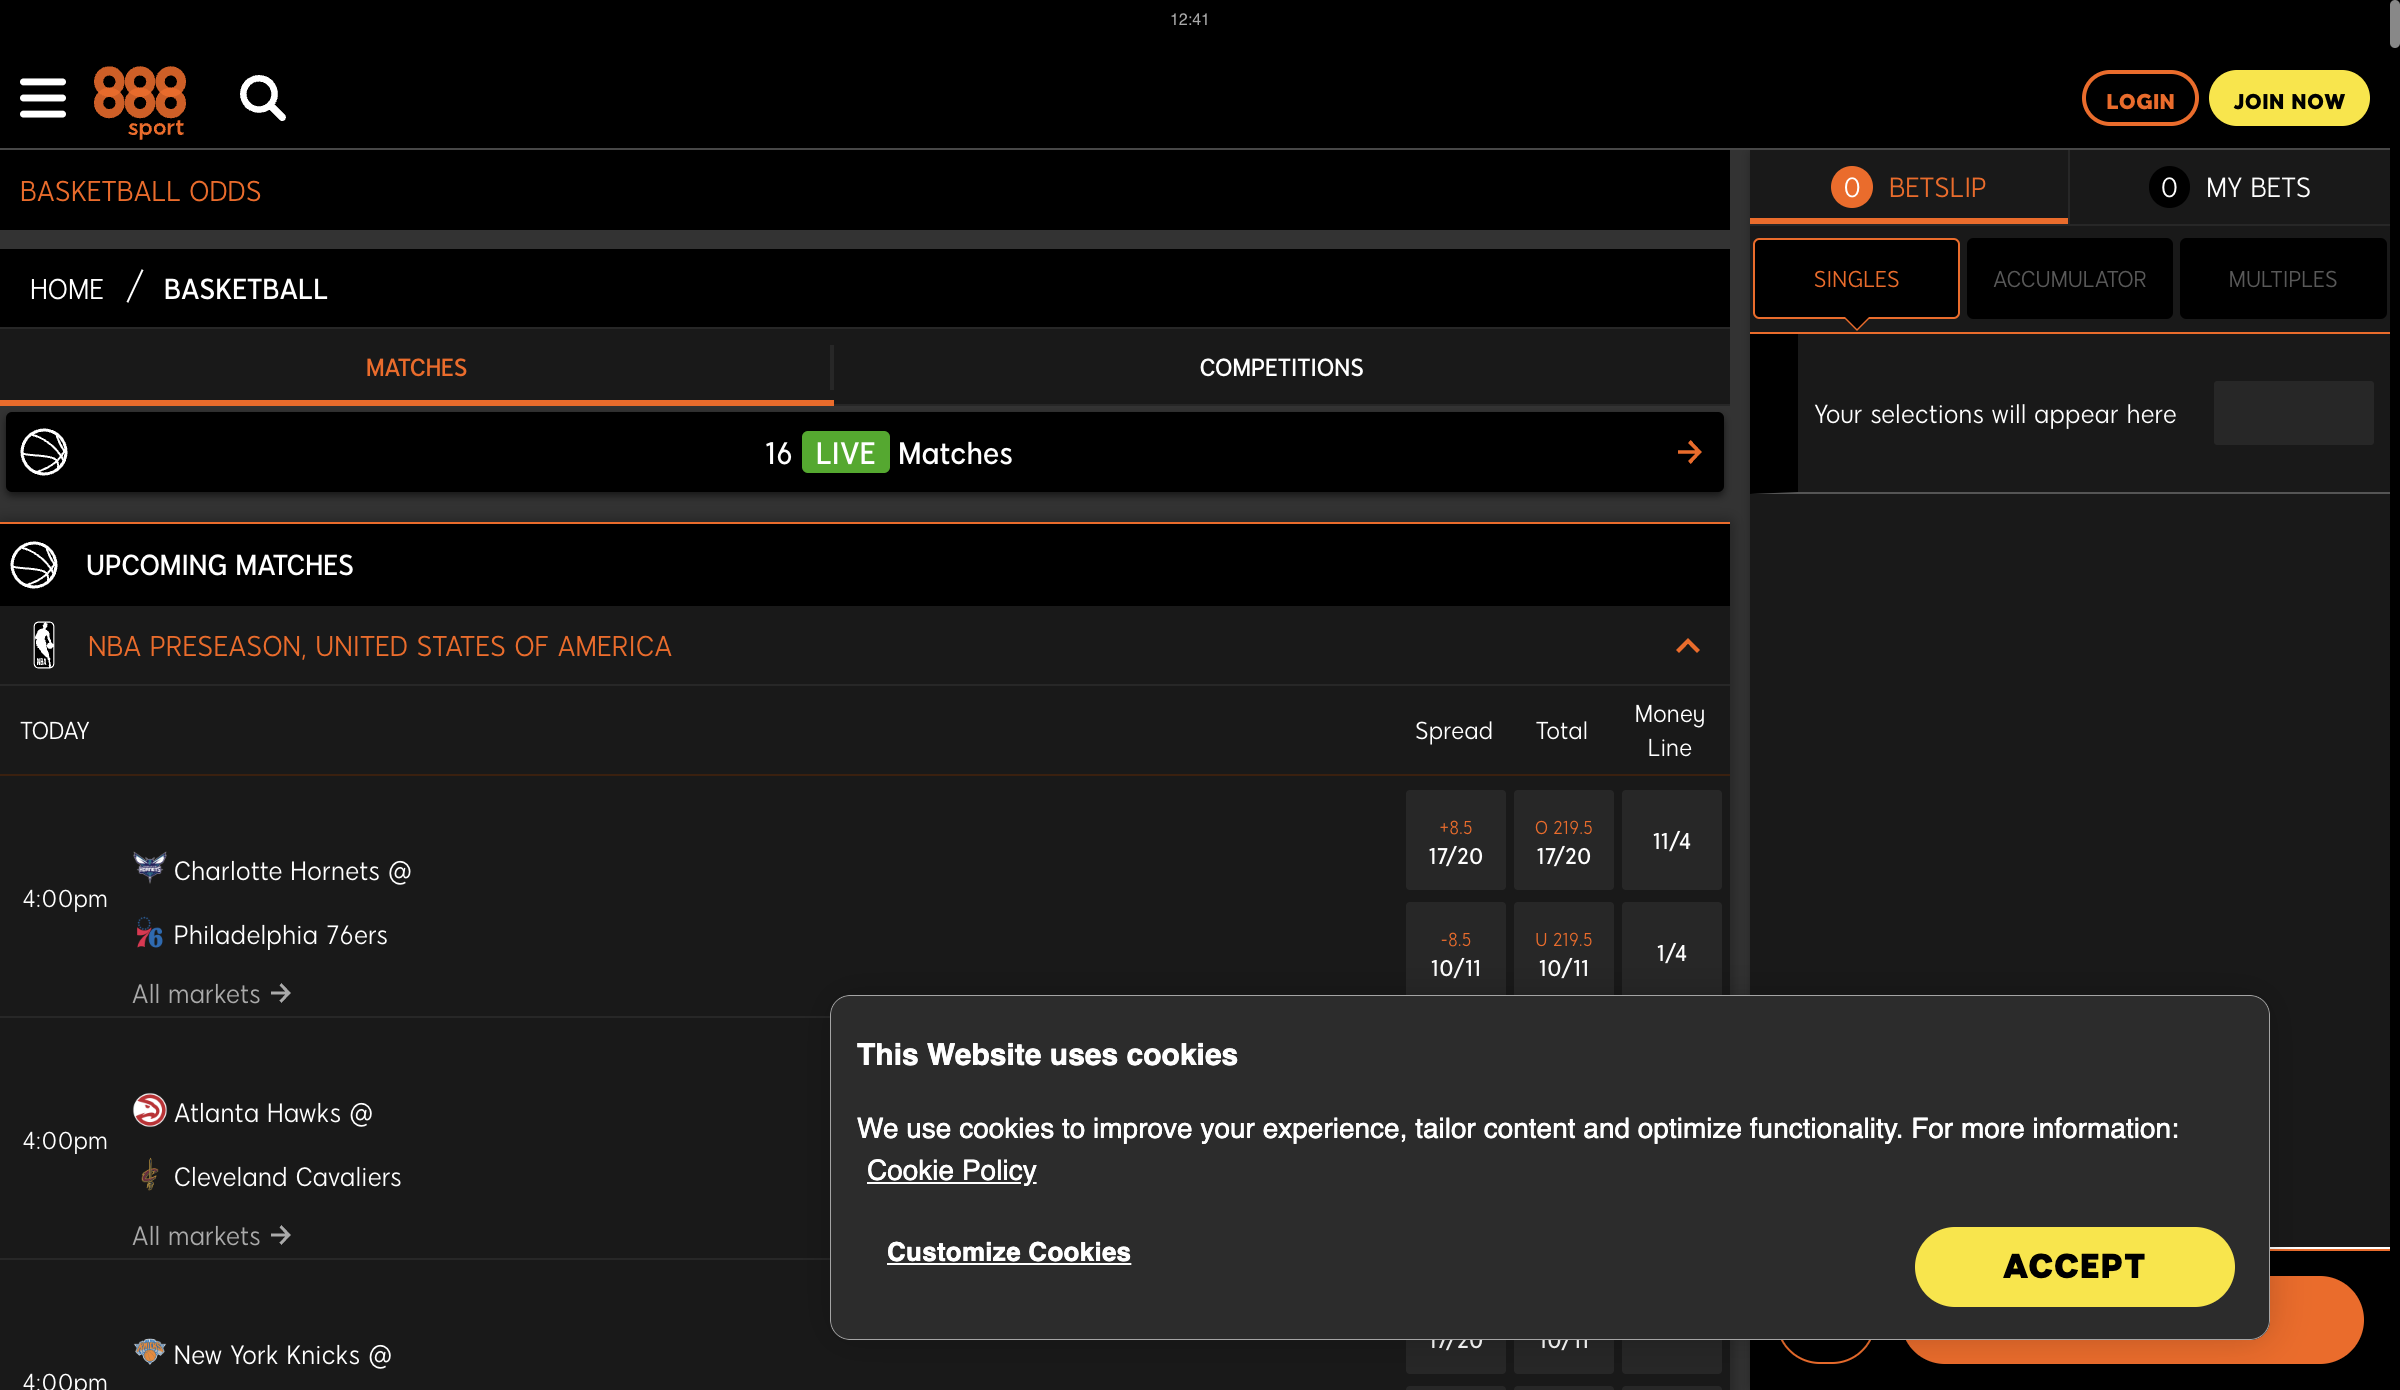 12:41
888
sport
LOGIN
JOIN NOW
BASKETBALL ODDS
0 BETSLIP
0 MY BETS
HOME / BASKETBALL
SINGLES
ACCUMULATOR
MULTIPLES
MATCHES
COMPETITIONS
Your selections will appear here
16 LIVE Matches
UPCOMING MATCHES
NBA PRESEASON, UNITED STATES OF AMERICA
TODAY
Spread
Total
Money
Line
4:00pm
Charlotte Hornets @
Philadelphia 76ers
All markets
+8.5
17/20
O 219.5
17/20
11/4
-8.5
10/11
U 219.5
10/11
1/4
4:00pm
Atlanta Hawks @
Cleveland Cavaliers
All markets
This Website uses cookies
We use cookies to improve your experience, tailor content and optimize functionality. For more information:
Cookie Policy
Customize Cookies
ACCEPT
4:00pm
New York Knicks @
17/20
10/11